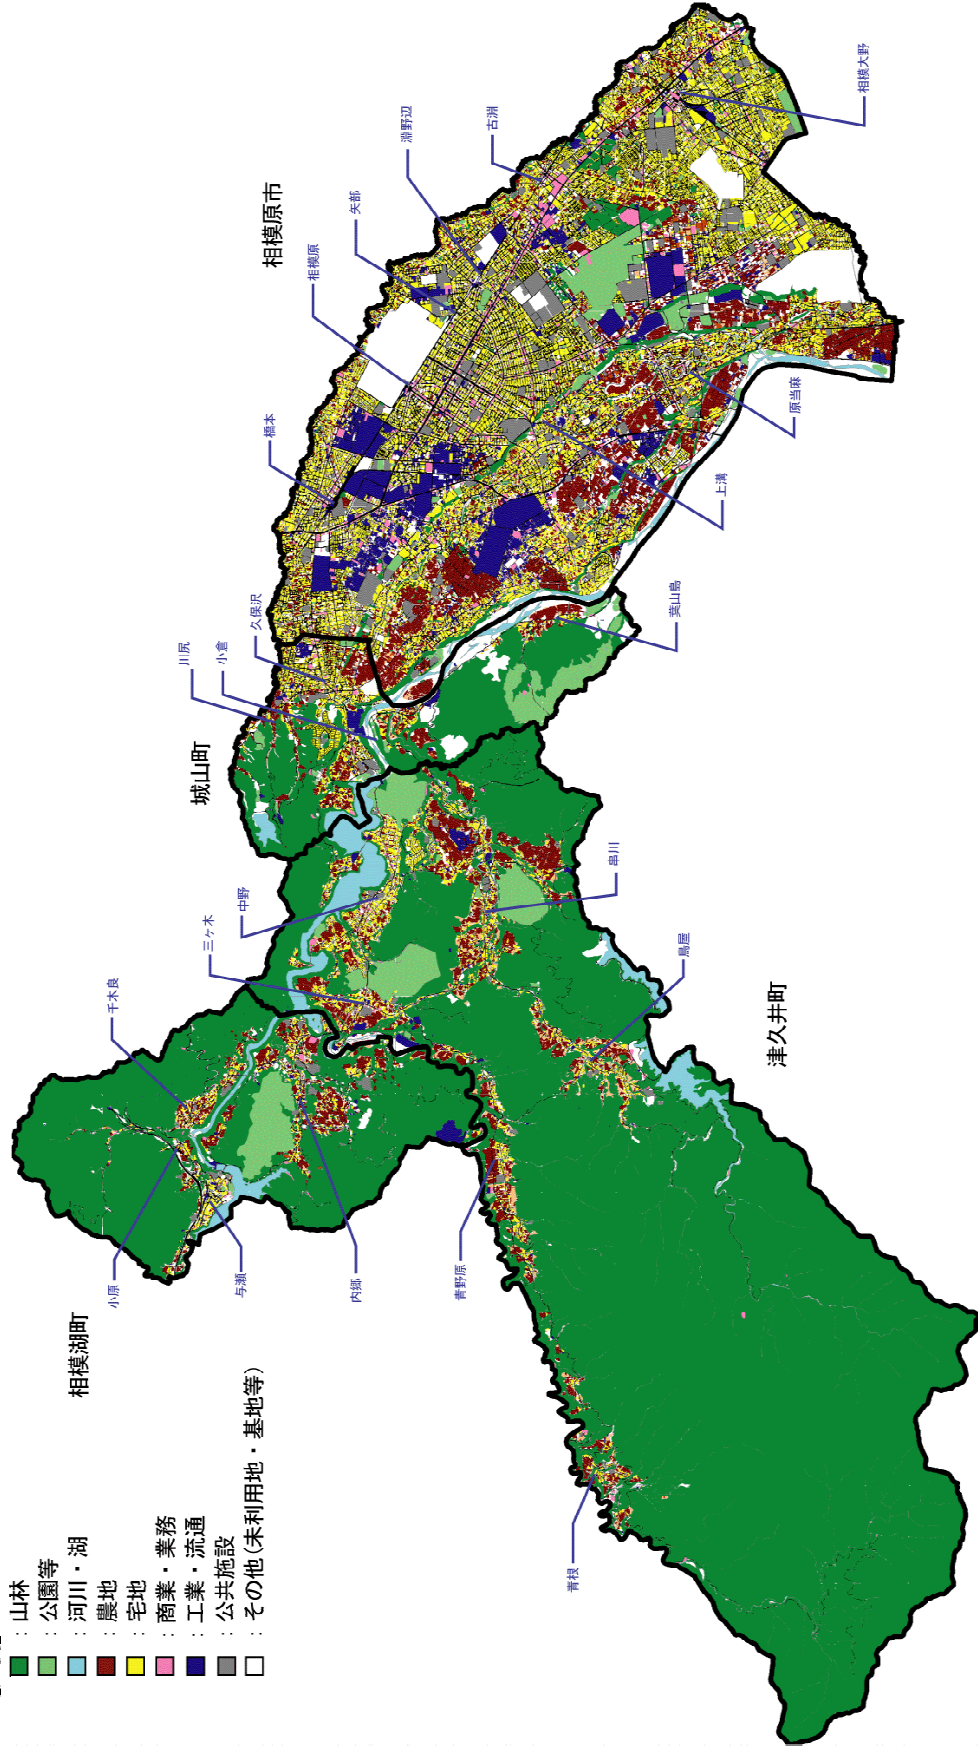 ：山林
：公園等
：河川・湖
：農地
：宅地
：商業・業務
：工業・流通
：公共施設
：その他（未利用地・基地等）
相模湖町
津久井町
城山町
相模原市
小原
与瀬
千木良
内郷
青野原
青根
三ケ木
中野
鳥屋
串川
川尻
小倉
久保沢
葉山島
橋本
相模原
矢部
淵野辺
古淵
相模大野
上溝
原当麻